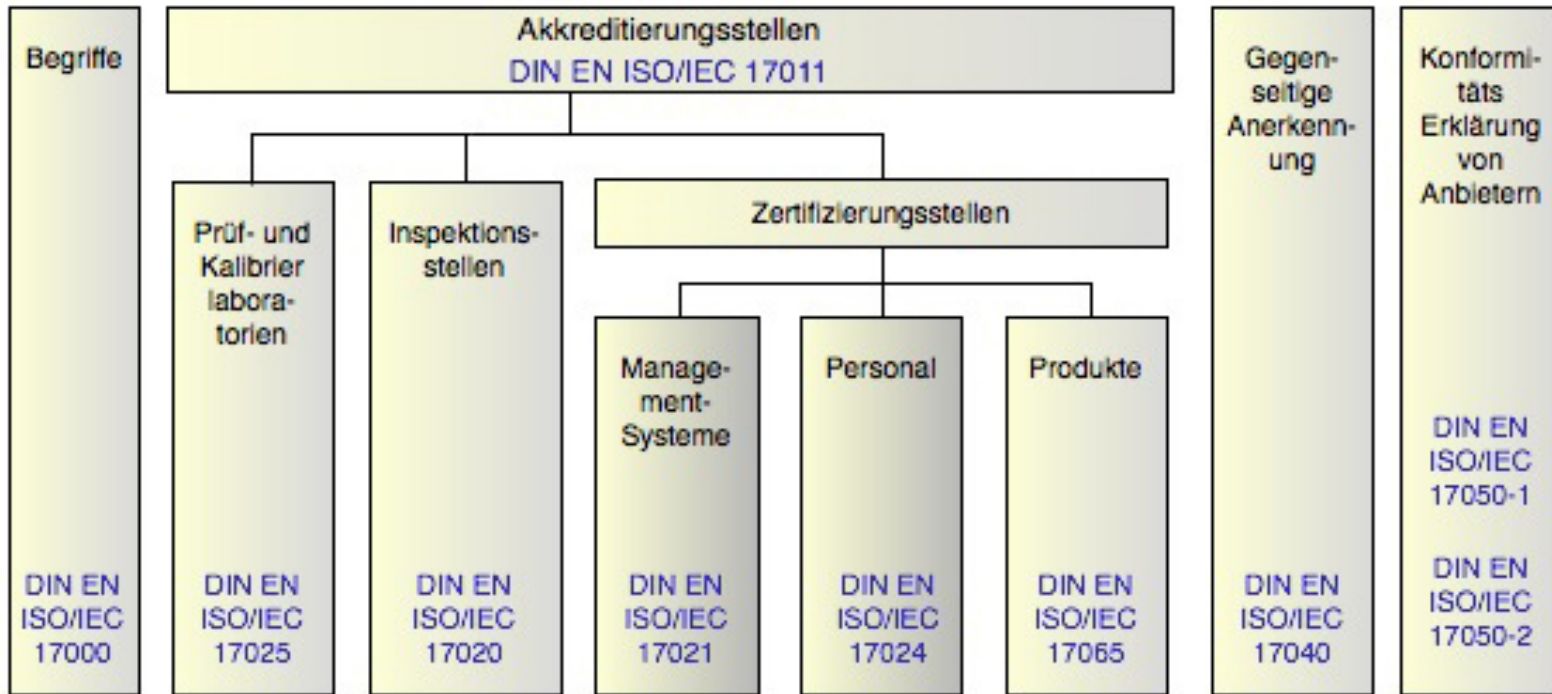 Begriffe
DIN EN
ISO/IEC
17000
Akkreditierungsstellen
DIN EN ISO/IEC 17011
Prüf- und
Kalibrier
labora-
torien
DIN EN
ISO/IEC
17025
Inspektions-
stellen
DIN EN
ISO/IEC
17020
Zertifizierungsstellen
Manage-
ment-
Systeme
DIN EN
ISO/IEC
17021
Personal
DIN EN
ISO/IEC
17024
Produkte
DIN EN
ISO/IEC
17065
Gegen-
seitige
Anerkenn-
ung
DIN EN
ISO/IEC
17040
Konformi-
täts
Erklärung
von
Anbietern
DIN EN
ISO/IEC
17050-1
DIN EN
ISO/IEC
17050-2